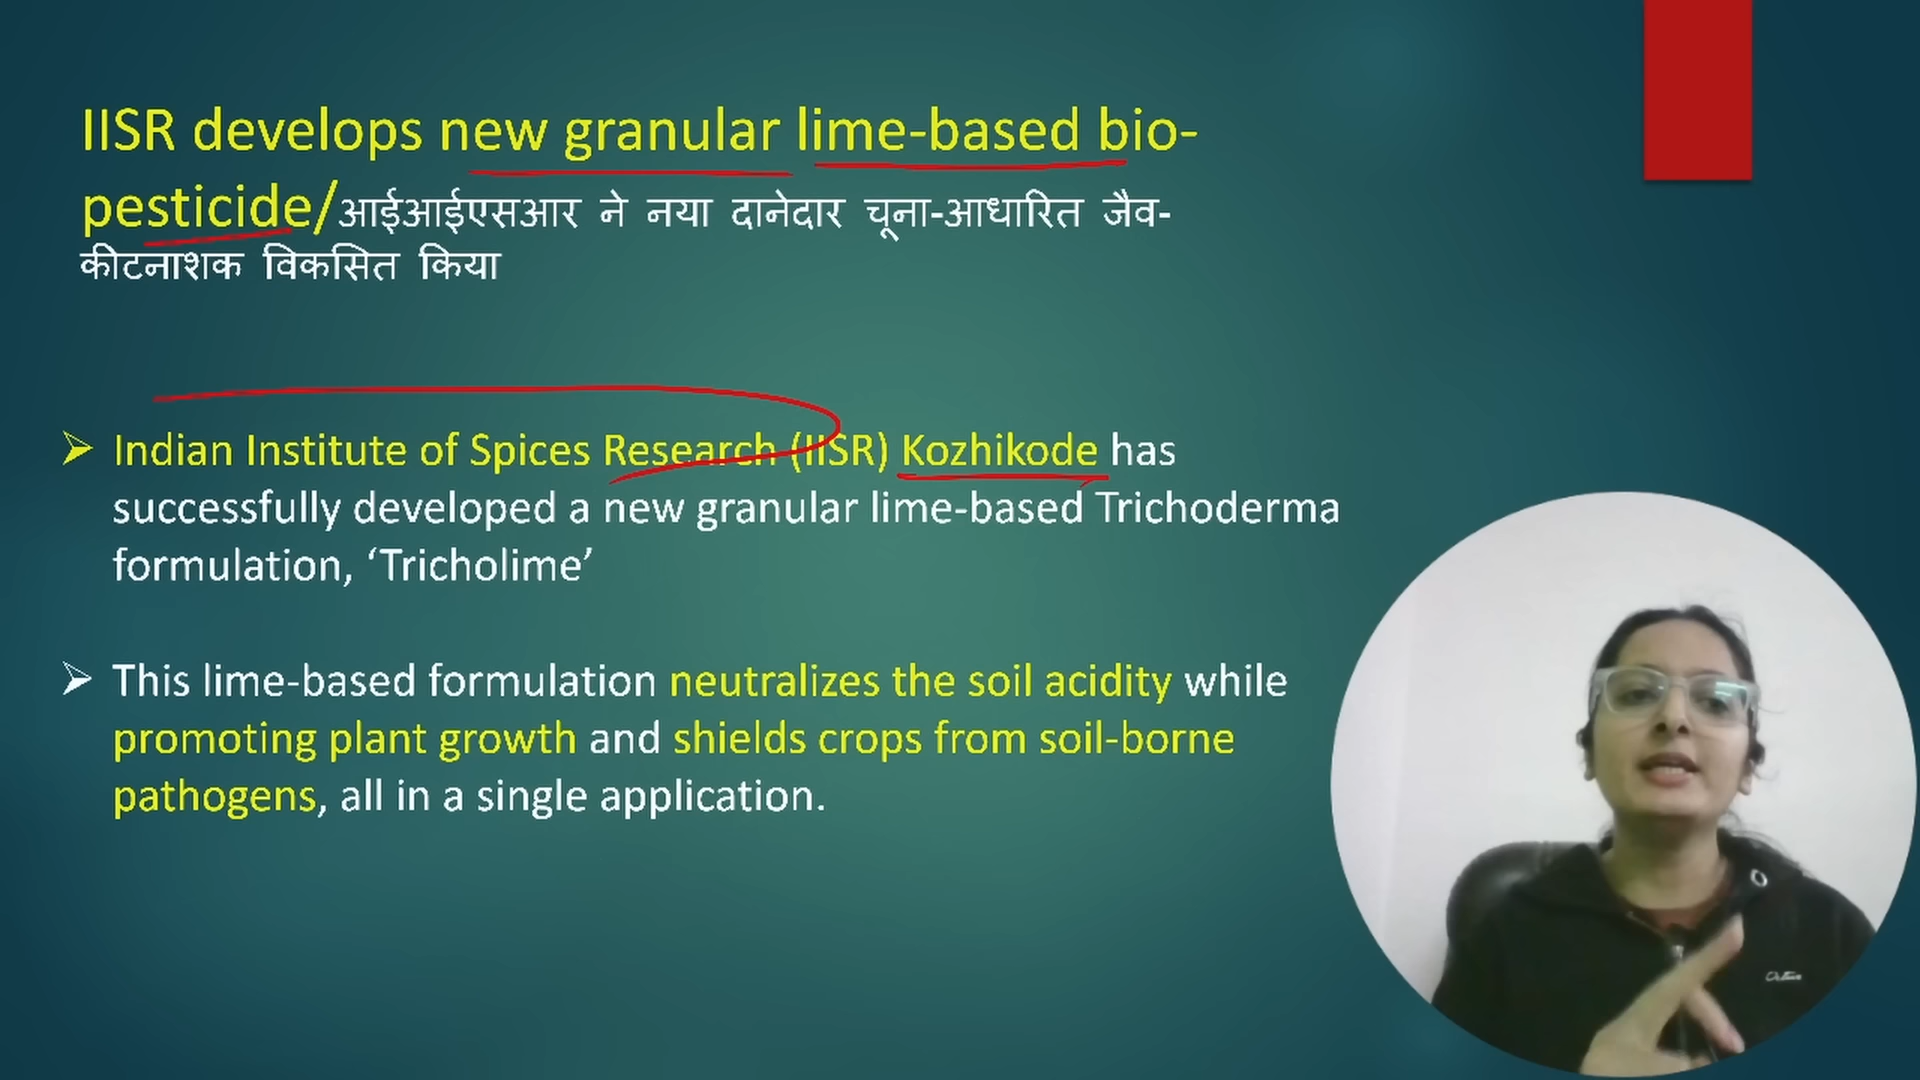 IISR develops new granular lime-based bio-
pesticide/आईआईएसआर ने नया दानेदार चूना-आधारित जैव-
कीटनाशक विकसित किया
Indian Institute of Spices Research (IISR) Kozhikode has
successfully developed a new granular lime-based Trichoderma
formulation, ‘Tricholime’
This lime-based formulation neutralizes the soil acidity while
promoting plant growth and shields crops from soil-borne
pathogens, all in a single application.